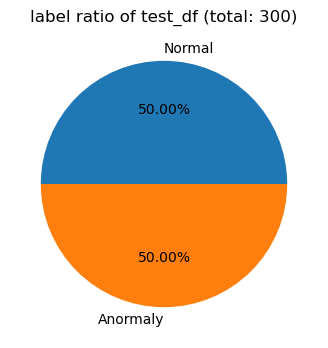 label ratio of test_df (total: 300)
Normal
50.00%
50.00%
Anormaly